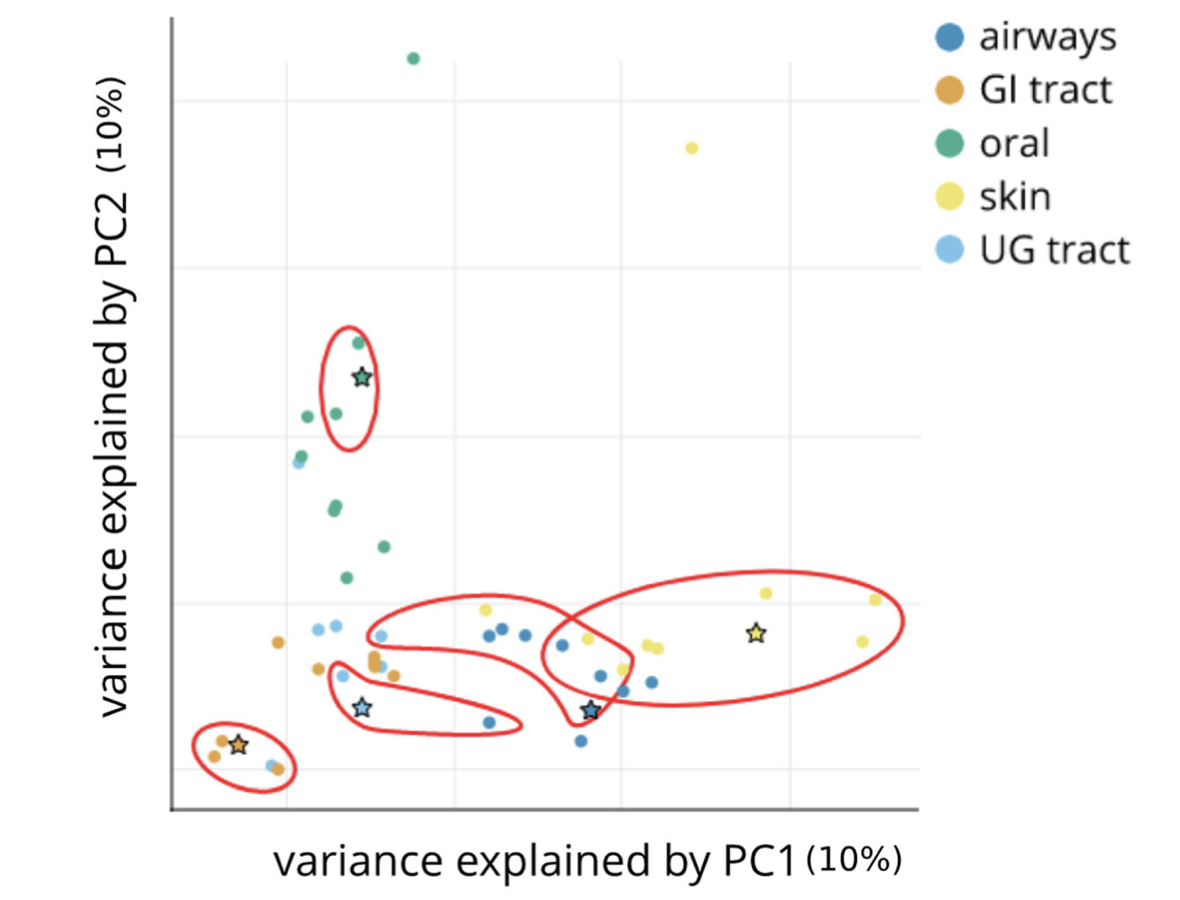 airways
GI tract
oral
skin
UG tract
variance explained by PC2 (10%)
variance explained by PC1 (10%)